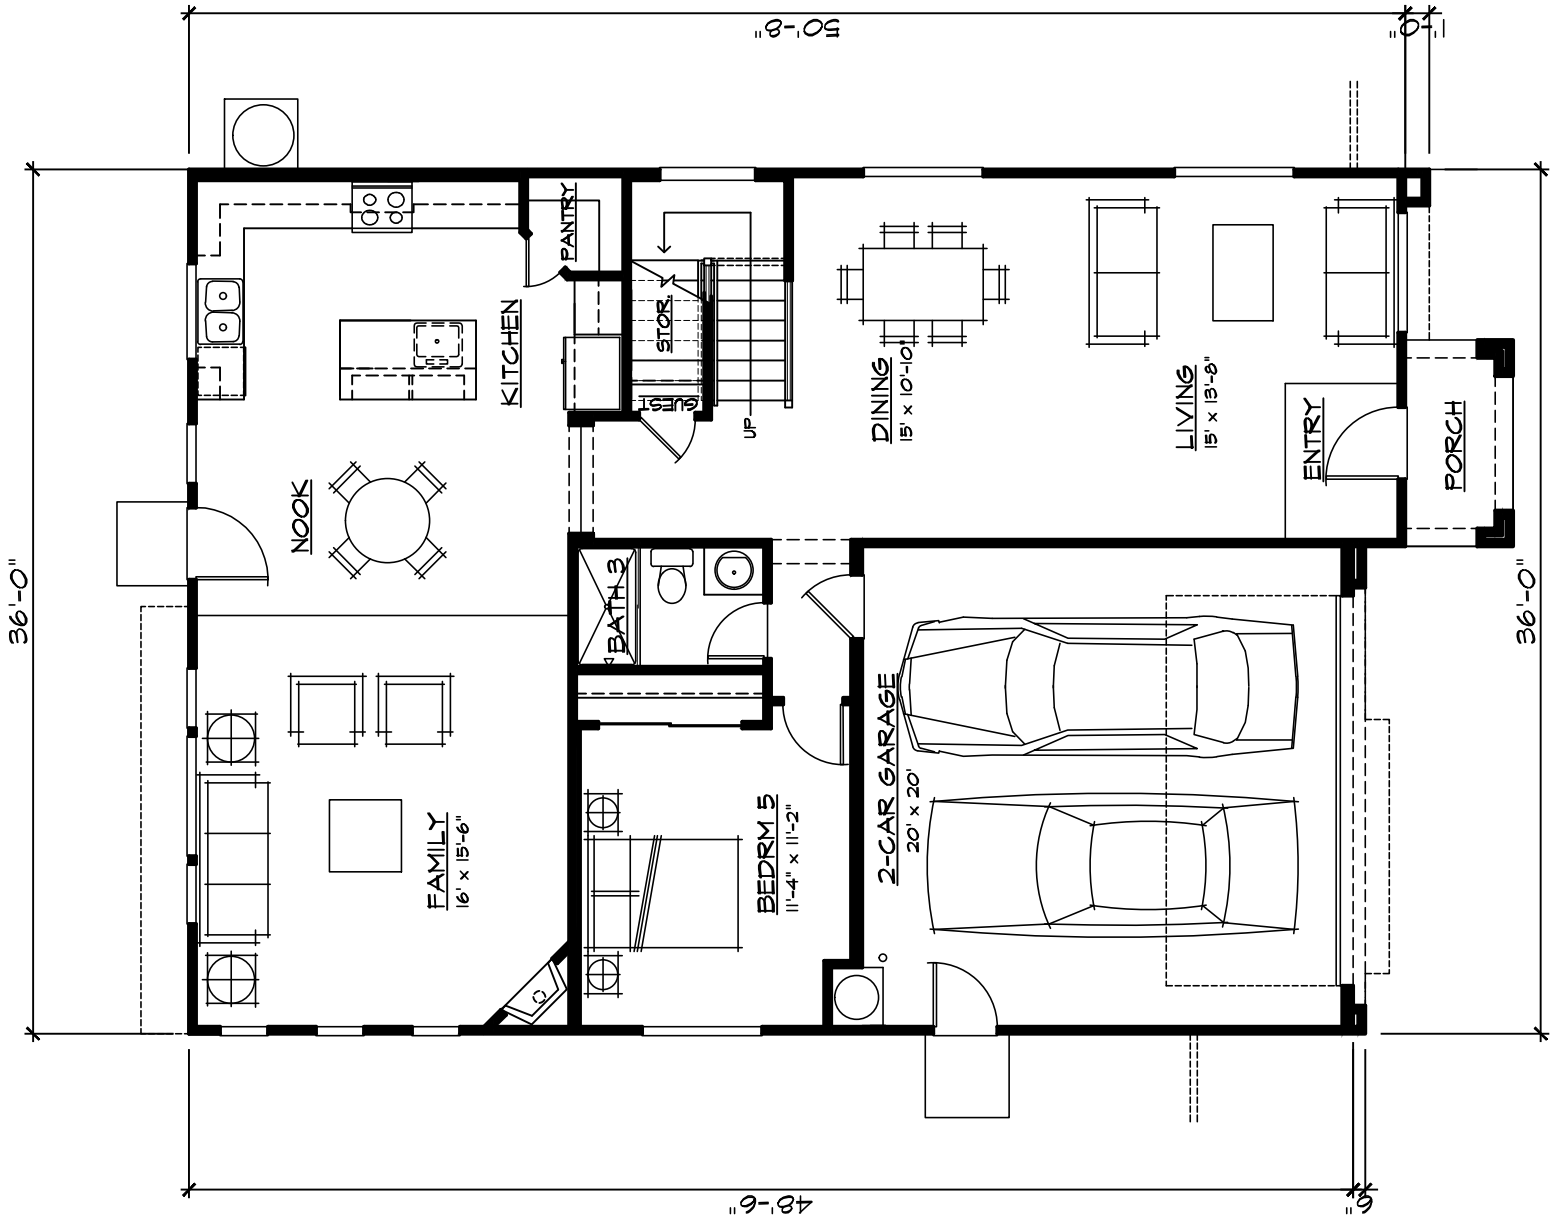 50'-8"
1'-0"
36'-0"
36'-0"
PANTRY
KITCHEN
STOR.
GUEST
UP
DINING
15' x 10'-10"
LIVING
15' x 13'-8"
ENTRY
PORCH
NOOK
BATH 3
FAMILY
16' x 15'-6"
BEDRM 5
11'-4" x 11'-2"
2-CAR GARAGE
20' x 20'
48'-6"
6"